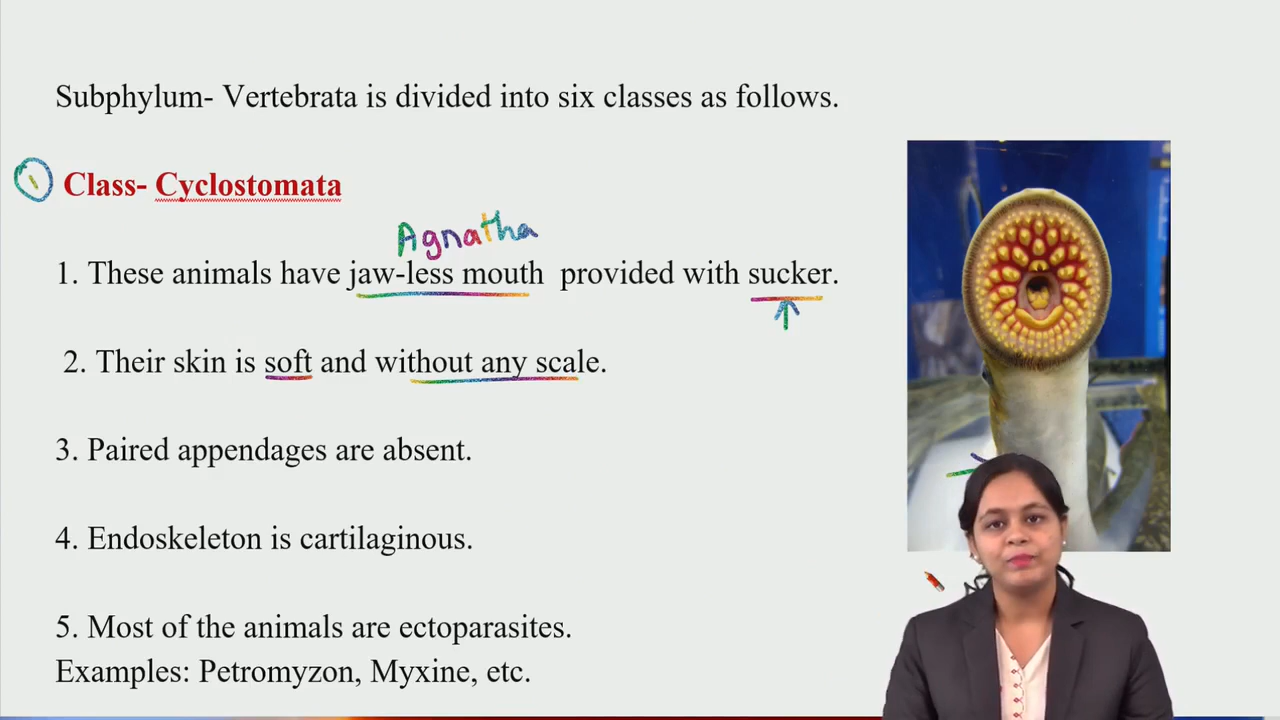 Subphylum- Vertebrata is divided into six classes as follows.
1 Class- Cyclostomata
Agnatha
1. These animals have jaw-less mouth provided with sucker.
2. Their skin is soft and without any scale.
3. Paired appendages are absent.
4. Endoskeleton is cartilaginous.
5. Most of the animals are ectoparasites.
Examples: Petromyzon, Myxine, etc.